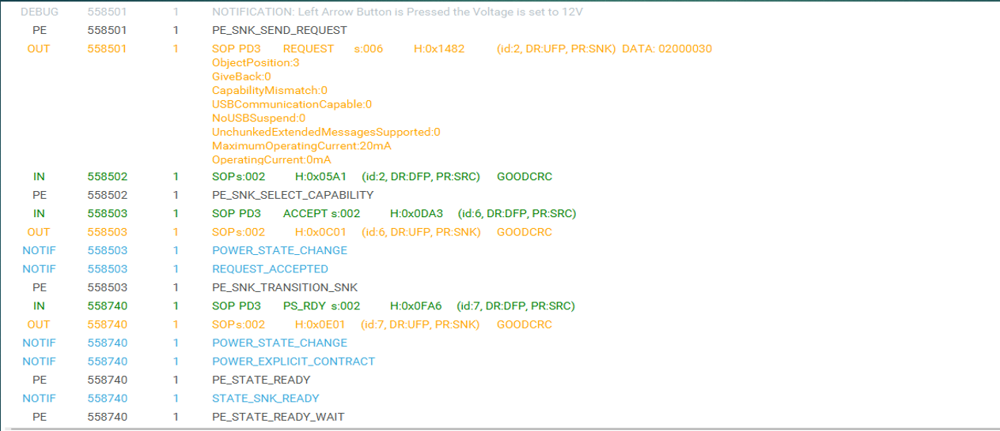 DEBUG 558501 1 NOTIFICATION: Left Arrow Button is Pressed the Voltage is set to 12V
PE 558501 1 PE_SNK_SEND_REQUEST
OUT 558501 1 SOP PD3 REQUEST s:006 H:0x1482 (id:2, DR:UFP, PR:SNK) DATA: 02000030
ObjectPosition:3
GiveBack:0
CapabilityMismatch:0
USBCommunicationCapable:0
NoUSBSuspend:0
UnchunkedExtendedMessagesSupported:0
MaximumOperatingCurrent:20mA
OperatingCurrent:0mA
IN 558502 1 SOPs:002 H:0x05A1 (id:2, DR:DFP, PR:SRC) GOODCRC
PE 558502 1 PE_SNK_SELECT_CAPABILITY
IN 558503 1 SOP PD3 ACCEPT s:002 H:0x0DA3 (id:6, DR:DFP, PR:SRC)
OUT 558503 1 SOPs:002 H:0x0C01 (id:6, DR:UFP, PR:SNK) GOODCRC
NOTIF 558503 1 POWER_STATE_CHANGE
NOTIF 558503 1 REQUEST_ACCEPTED
PE 558503 1 PE_SNK_TRANSITION_SNK
IN 558740 1 SOP PD3 PS_RDY s:002 H:0x0FA6 (id:7, DR:DFP, PR:SRC)
OUT 558740 1 SOPs:002 H:0x0E01 (id:7, DR:UFP, PR:SNK) GOODCRC
NOTIF 558740 1 POWER_STATE_CHANGE
NOTIF 558740 1 POWER_EXPLICIT_CONTRACT
PE 558740 1 PE_STATE_READY
NOTIF 558740 1 STATE_SNK_READY
PE 558740 1 PE_STATE_READY_WAIT